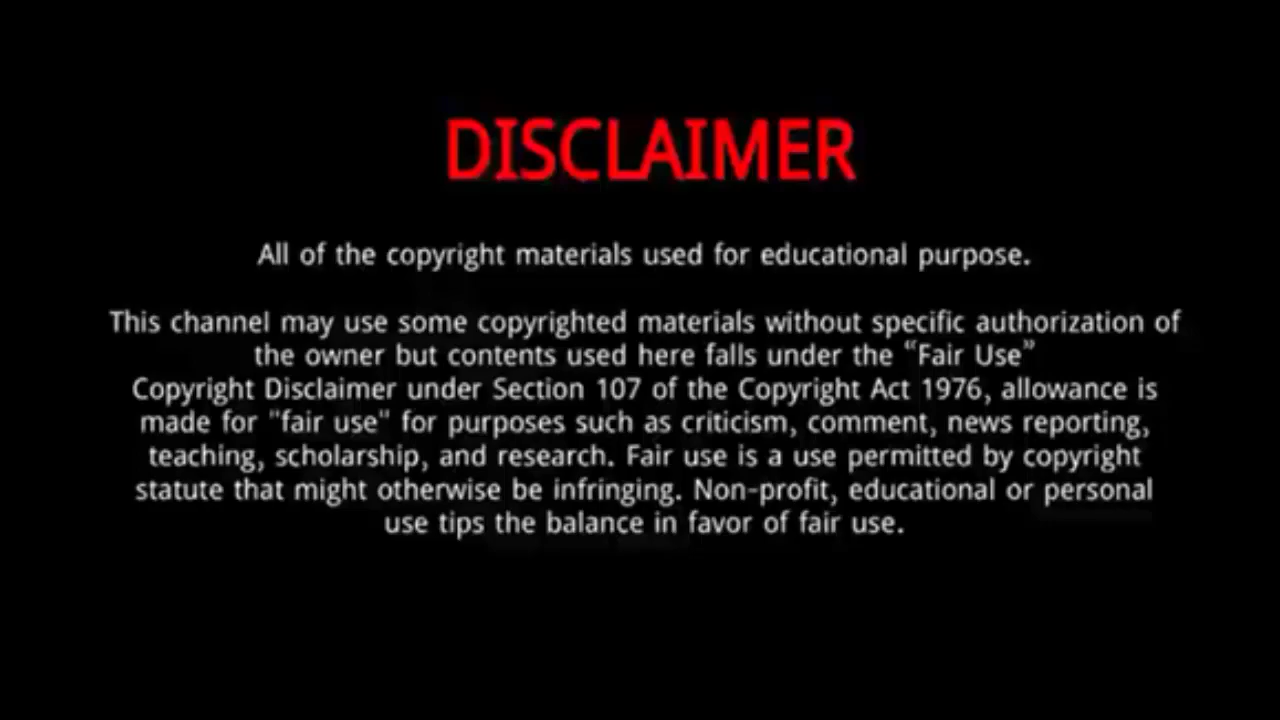 DISCLAIMER
All of the copyright materials used for educational purpose.
This channel may use some copyrighted materials without specific authorization of
the owner but contents used here falls under the “Fair Use”
Copyright Disclaimer under Section 107 of the Copyright Act 1976, allowance is
made for "fair use" for purposes such as criticism, comment, news reporting,
teaching, scholarship, and research. Fair use is a use permitted by copyright
statute that might otherwise be infringing. Non-profit, educational or personal
use tips the balance in favor of fair use.